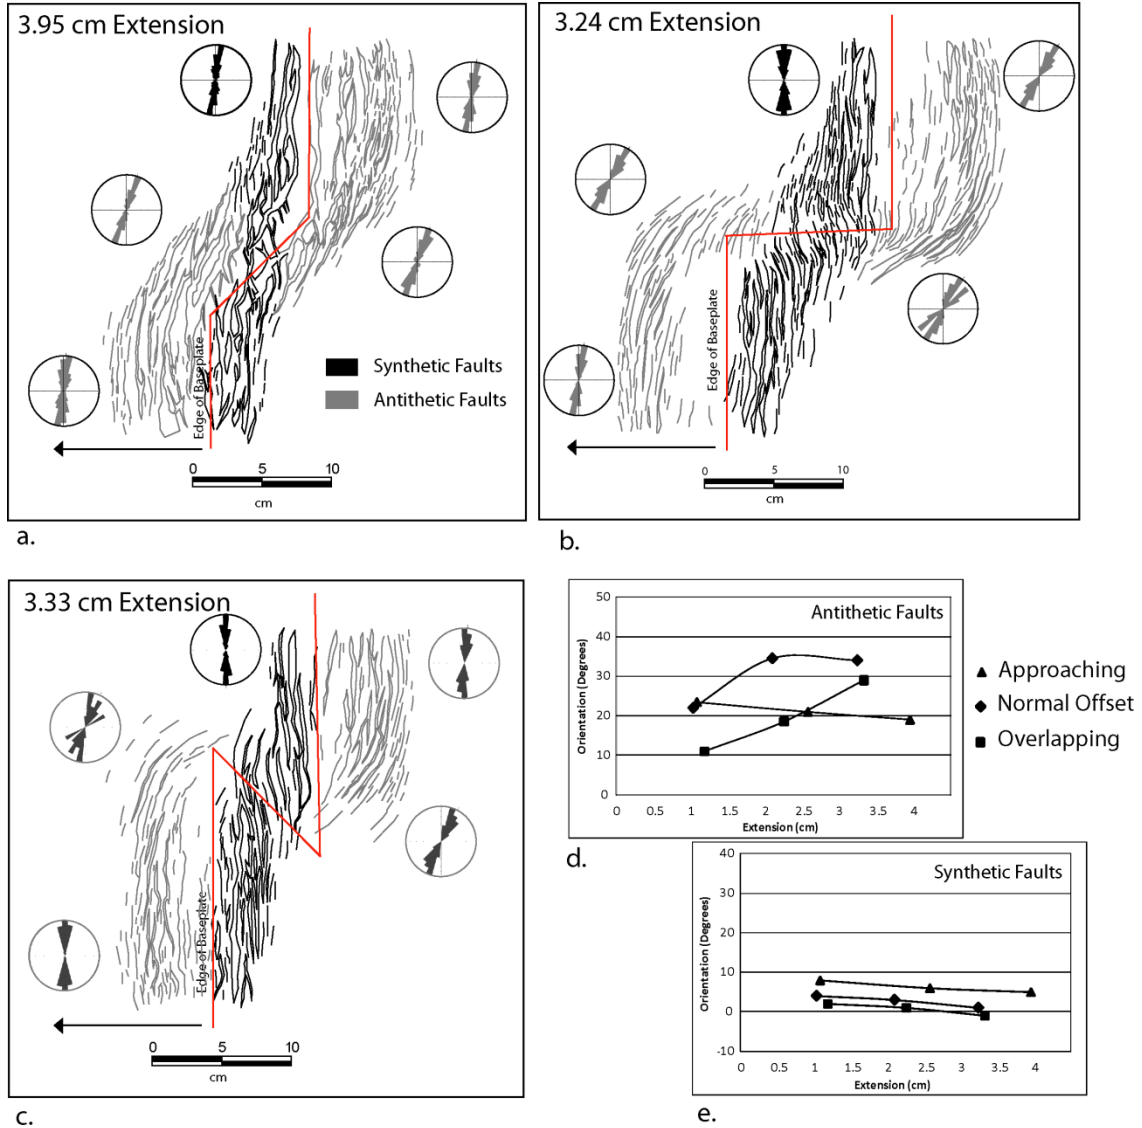 3.95 cm Extension
Edge of Baseplate
Synthetic Faults
Antithetic Faults
0 5 10
cm
a.
3.24 cm Extension
Edge of Baseplate
0 5 10
cm
b.
3.33 cm Extension
Edge of Baseplate
0 5 10
cm
c.
Antithetic Faults
Orientation (Degrees)
50
40
30
20
10
0
0 0.5 1 1.5 2 2.5 3 3.5 4
Extension (cm)
Approaching
Normal Offset
Overlapping
d.
Synthetic Faults
Orientation (Degrees)
40
30
20
10
0
-10
0 0.5 1 1.5 2 2.5 3 3.5 4
Extension (cm)
e.